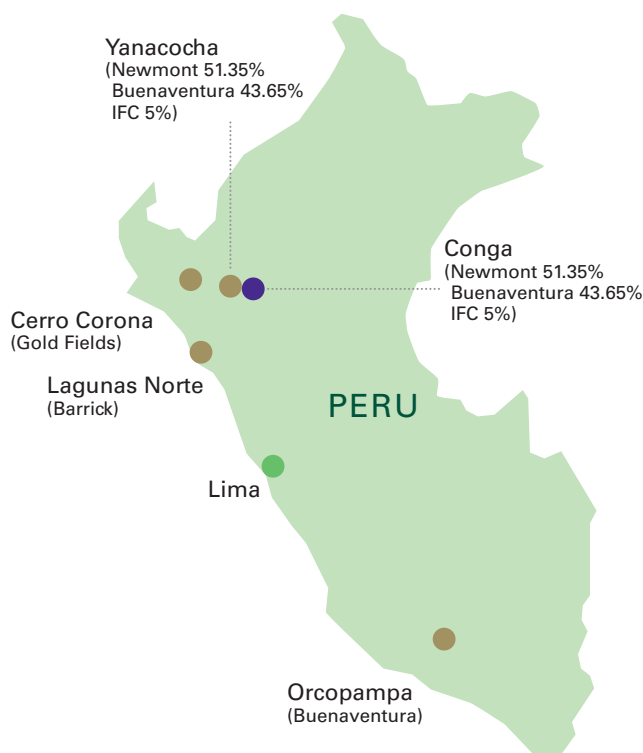 Yanacocha
(Newmont 51.35%
Buenaventura 43.65%
IFC 5%)
Conga
(Newmont 51.35%
Buenaventura 43.65%
IFC 5%)
Cerro Corona
(Gold Fields)
Lagunas Norte
(Barrick)
PERU
Lima
Orcopampa
(Buenaventura)